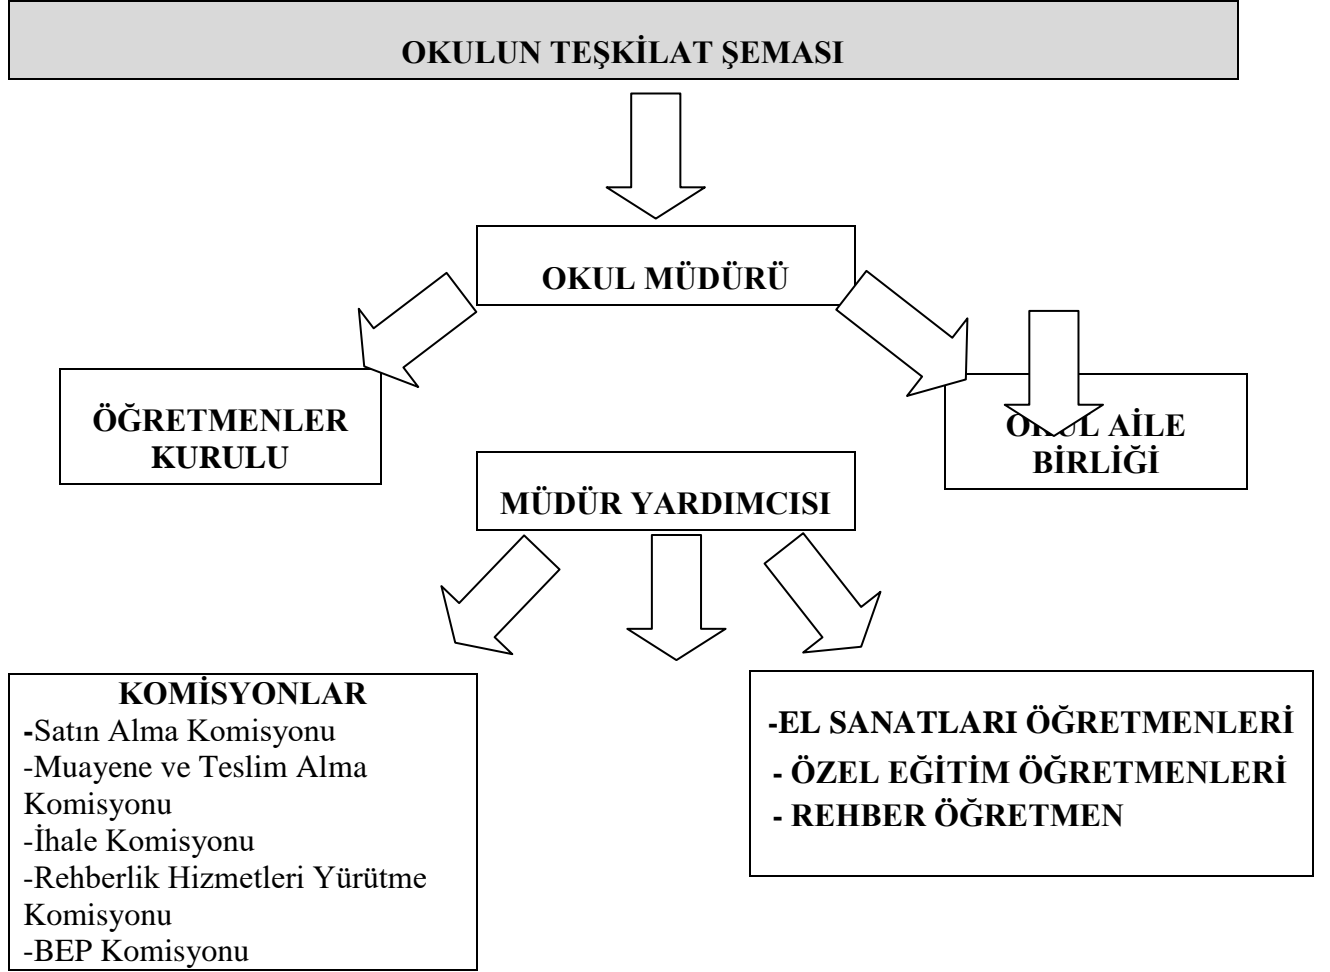 OKULUN TEŞKİLAT ŞEMASI
OKUL MÜDÜRÜ
ÖĞRETMENLER
KURULU
OKUL AİLE
BİRLİĞİ
MÜDÜR YARDIMCISI
KOMİSYONLAR
-Satın Alma Komisyonu
-Muayene ve Teslim Alma
Komisyonu
-İhale Komisyonu
-Rehberlik Hizmetleri Yürütme
Komisyonu
-BEP Komisyonu
-EL SANATLARI ÖĞRETMENLERİ
- ÖZEL EĞİTİM ÖĞRETMENLERİ
- REHBER ÖĞRETMEN